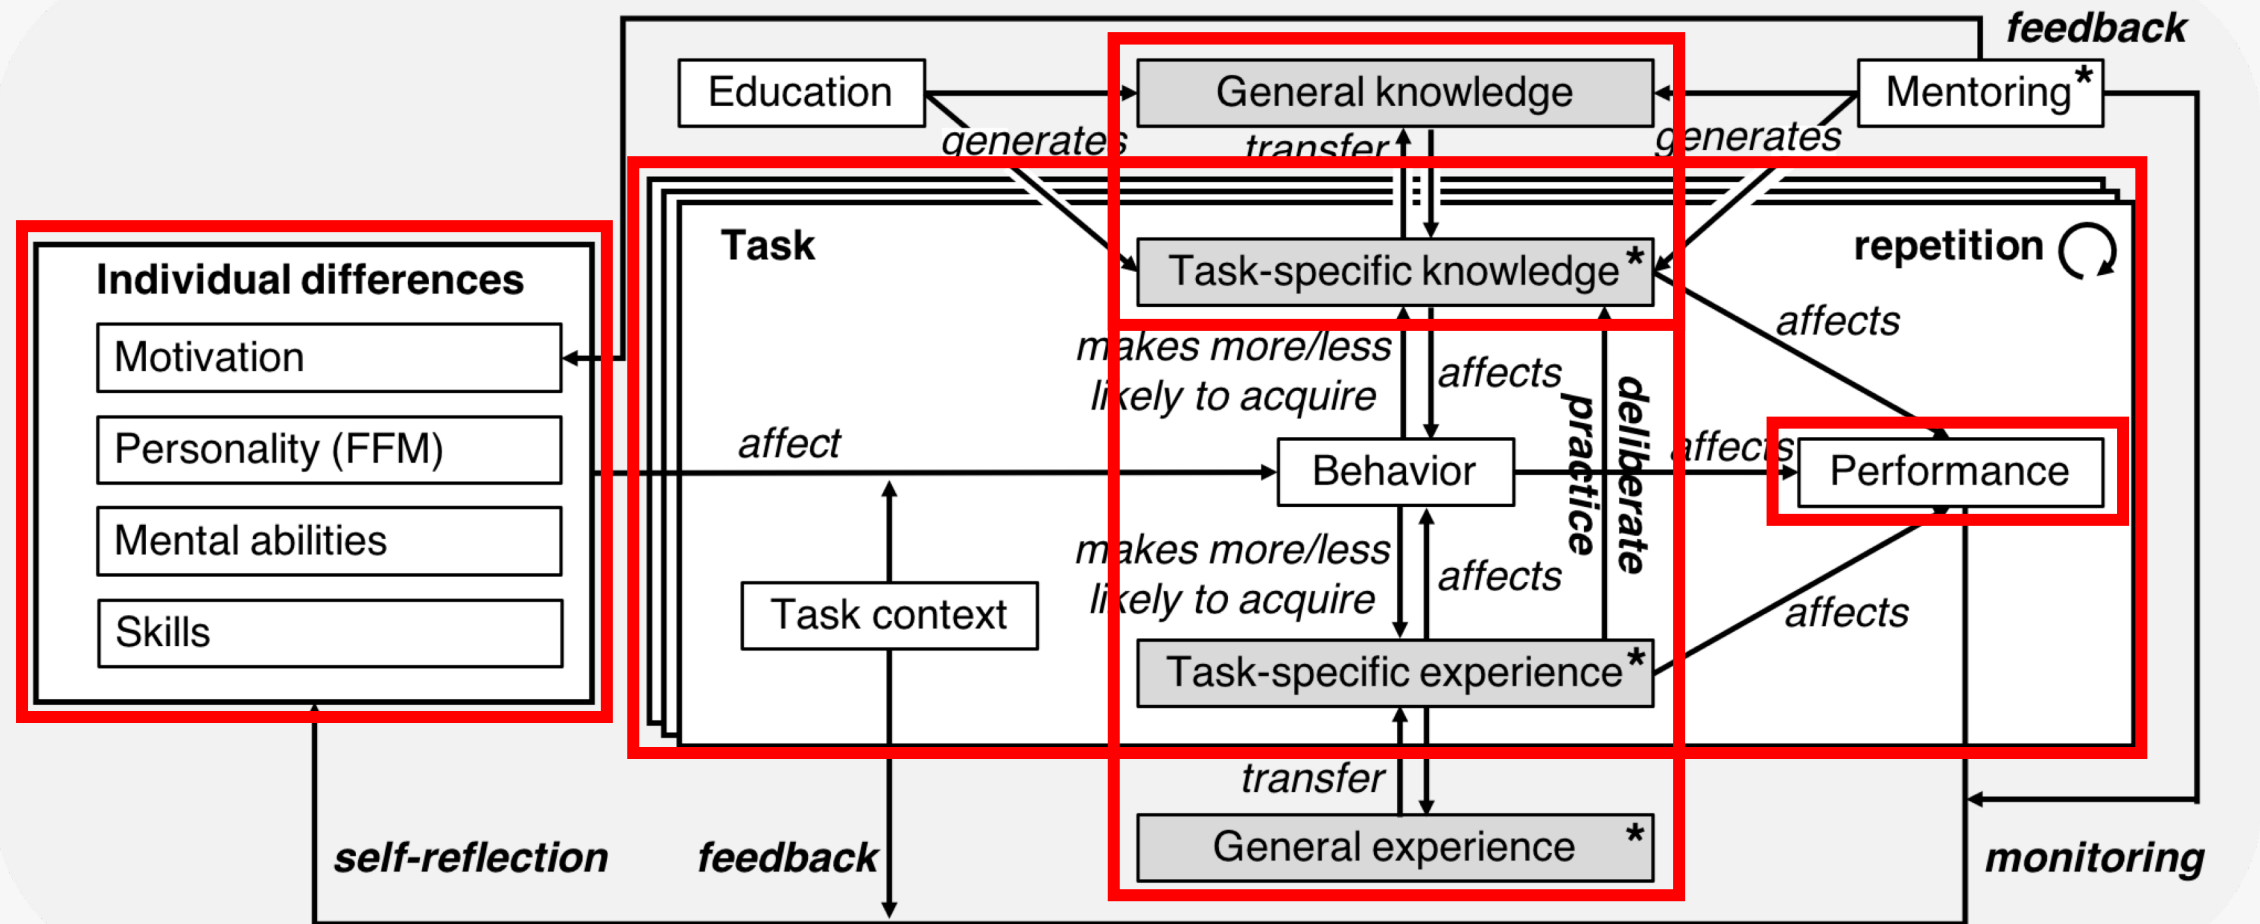 feedback
Education
General knowledge
Mentoring*
generates
transfer
generates
Task
Task-specific knowledge*
repetition
Individual differences
Motivation
Personality (FFM)
Mental abilities
Skills
makes more/less
likely to acquire
affects
affects
deliberate
practice
affect
Behavior
affects
Performance
makes more/less
likely to acquire
affects
Task context
affects
Task-specific experience*
transfer
General experience*
self-reflection
feedback
monitoring